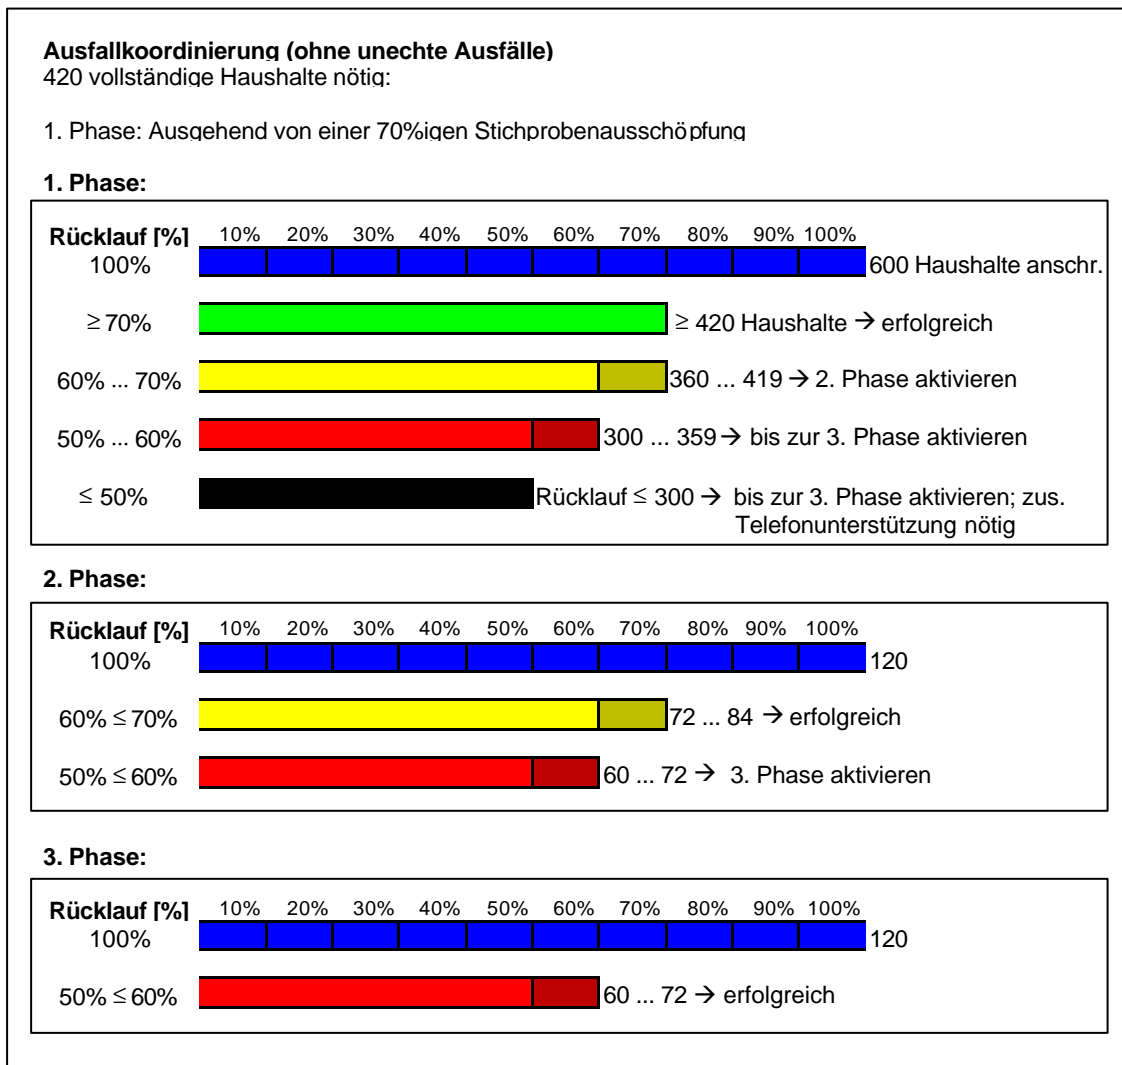 Ausfallkoordinierung (ohne unechte Ausfälle)
420 vollständige Haushalte nötig:
1. Phase: Ausgehend von einer 70%igen Stichprobenausschöpfung
1. Phase:
Rücklauf [%] 10% 20% 30% 40% 50% 60% 70% 80% 90% 100%
100% 600 Haushalte anschr.
≥ 70% ≥ 420 Haushalte → erfolgreich
60% ... 70% 360 ... 419 → 2. Phase aktivieren
50% ... 60% 300 ... 359 → bis zur 3. Phase aktivieren
≤ 50% Rücklauf ≤ 300 → bis zur 3. Phase aktivieren; zus.
Telefonunterstützung nötig
2. Phase:
Rücklauf [%] 10% 20% 30% 40% 50% 60% 70% 80% 90% 100%
100% 120
60% ≤ 70% 72 ... 84 → erfolgreich
50% ≤ 60% 60 ... 72 → 3. Phase aktivieren
3. Phase:
Rücklauf [%] 10% 20% 30% 40% 50% 60% 70% 80% 90% 100%
100% 120
50% ≤ 60% 60 ... 72 → erfolgreich